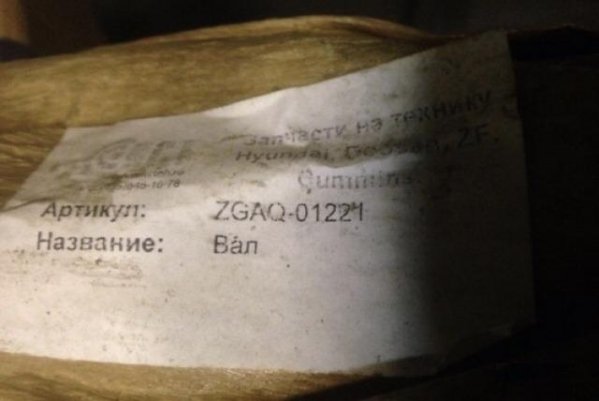 Запчасти на технику
Hyundai, Doosan, ZF,
Cummins
Артикул: ZGAQ-01221
Название: Вал